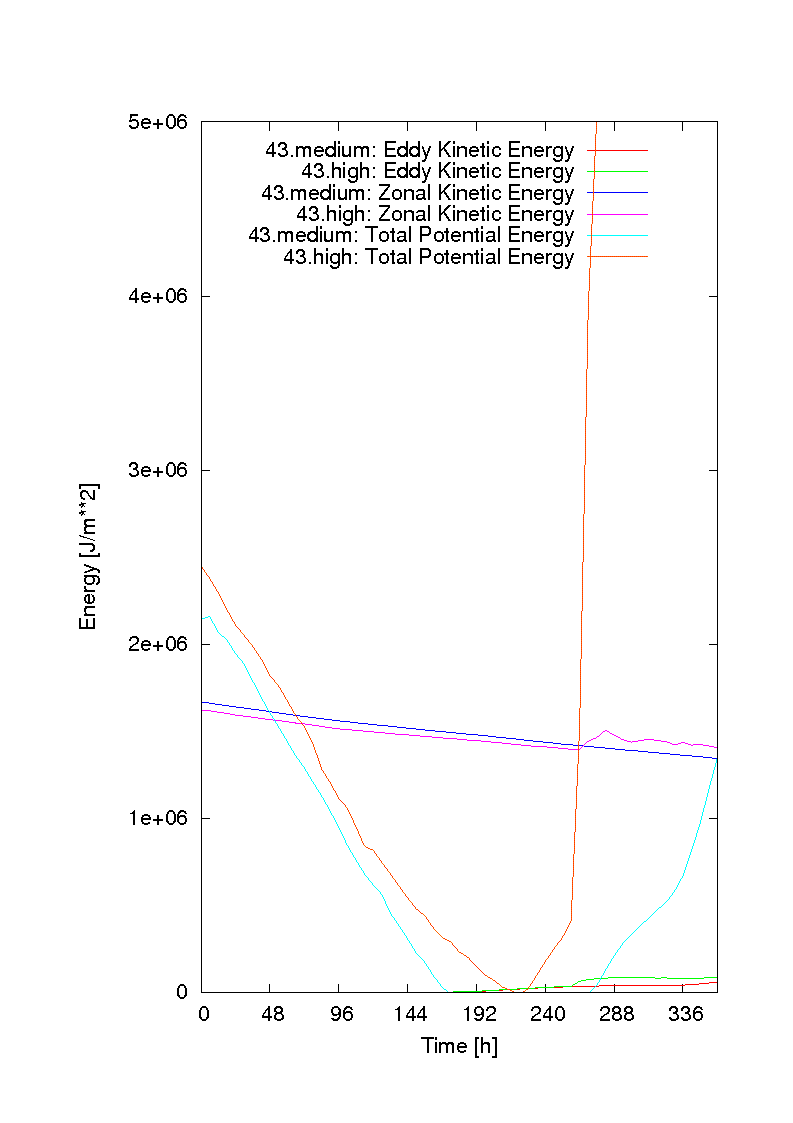 5e+06
43.medium: Eddy Kinetic Energy
43.high: Eddy Kinetic Energy
43.medium: Zonal Kinetic Energy
43.high: Zonal Kinetic Energy
43.medium: Total Potential Energy
43.high: Total Potential Energy
4e+06
3e+06
Energy [J/m**2]
2e+06
1e+06
0
0 48 96 144 192 240 288 336
Time [h]